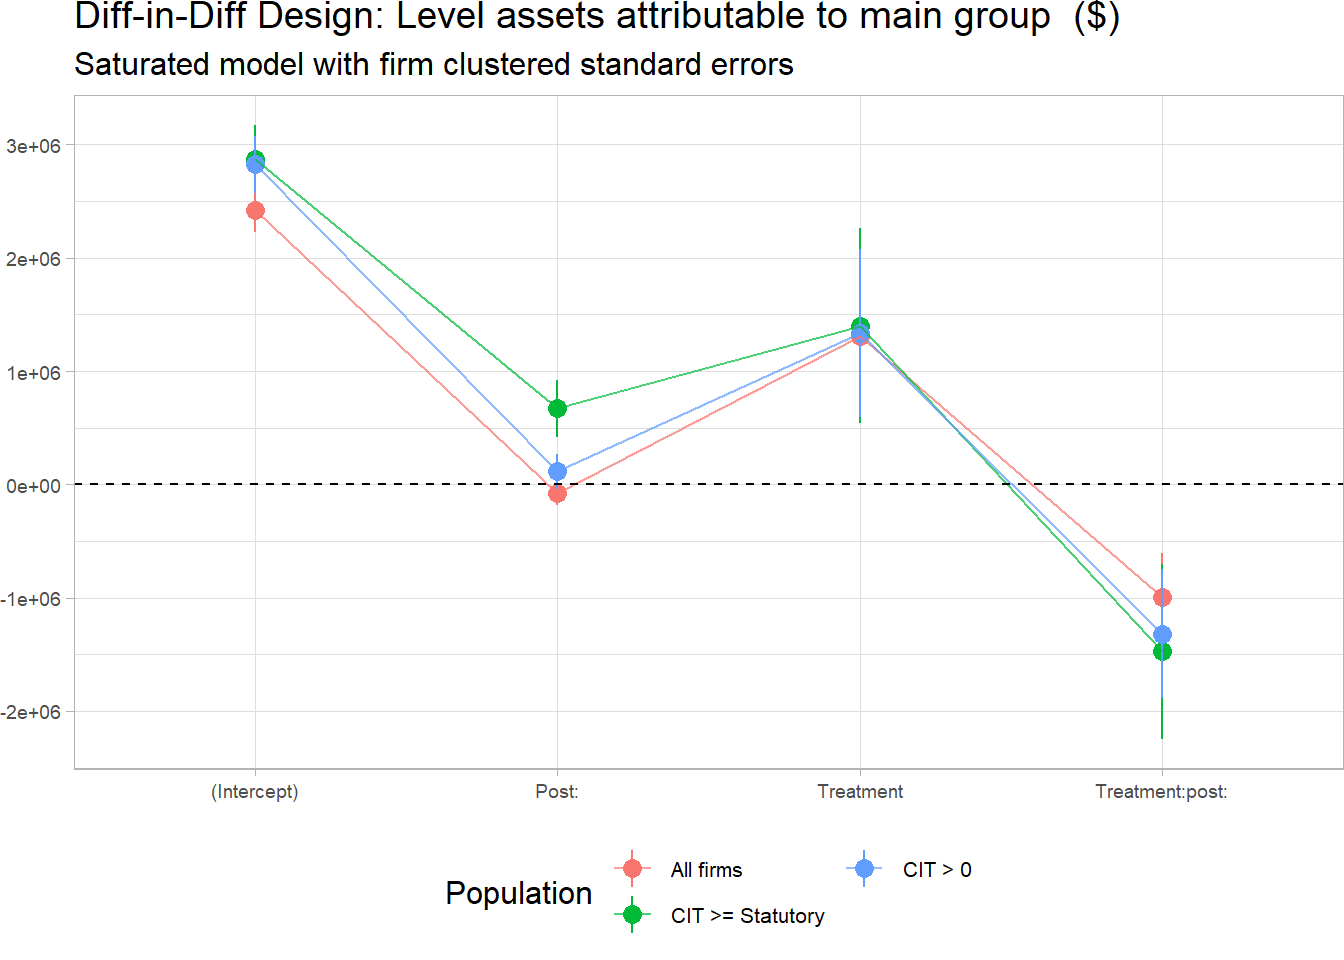 Diff-in-Diff Design: Level assets attributable to main group  ($)
Saturated model with firm clustered standard errors
3e+06
2e+06
1e+06
0e+00
-1e+06
-2e+06
(Intercept)
Post:
Treatment
Treatment:post:
Population
All firms
CIT > 0
CIT >= Statutory